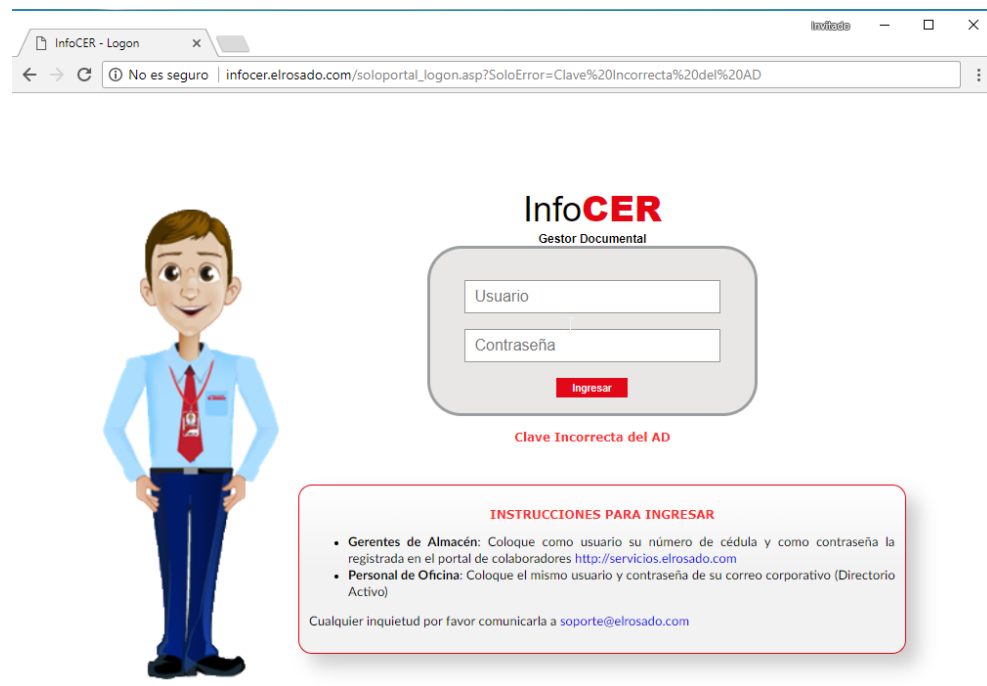 Invitado
InfoCER - Logon
No es seguro | infocer.elrosado.com/soloportal_logon.asp?SoloError=Clave%20Incorrecta%20del%20AD
InfoCER
Gestor Documental
Usuario
Contraseña
Ingresar
Clave Incorrecta del AD
INSTRUCCIONES PARA INGRESAR
• Gerentes de Almacén: Coloque como usuario su número de cédula y como contraseña la
registrada en el portal de colaboradores http://servicios.elrosado.com
• Personal de Oficina: Coloque el mismo usuario y contraseña de su correo corporativo (Directorio
Activo)
Cualquier inquietud por favor comunicarla a soporte@elrosado.com